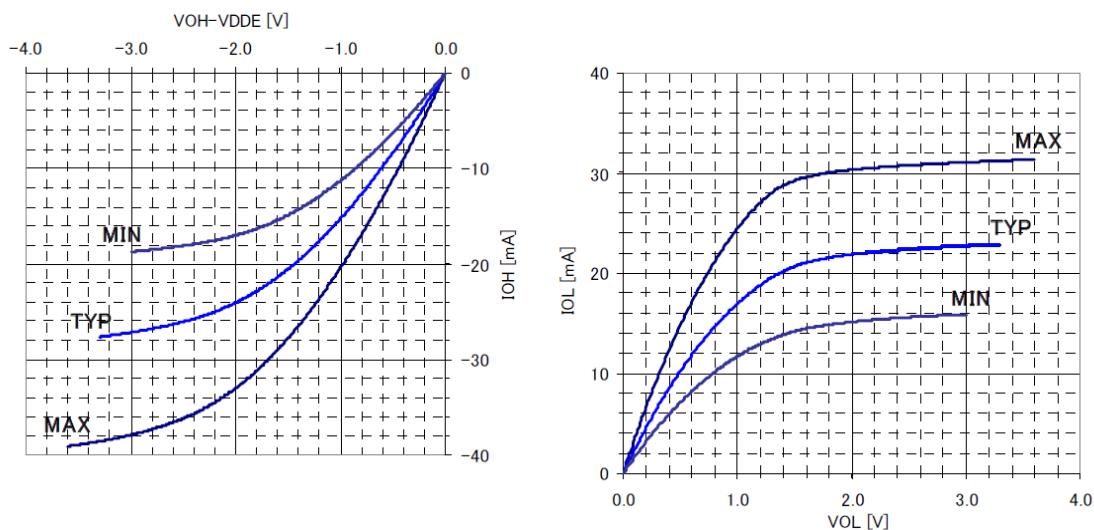 VOH-VDDE [V]
-4.0 -3.0 -2.0 -1.0 0.0
0
-10
-20
-30
-40
IOH [mA]
MIN
TYP
MAX
40
30
20
10
0
IOL [mA]
MAX
TYP
MIN
0.0 1.0 2.0 3.0 4.0
VOL [V]